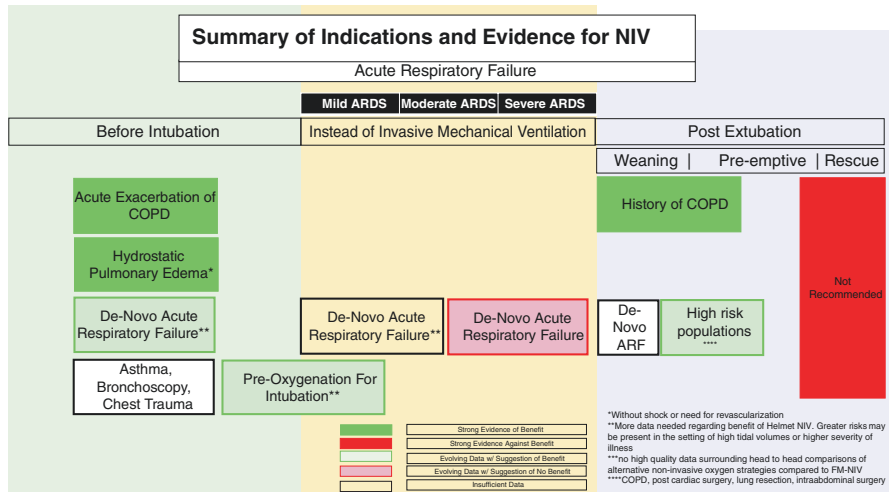 Summary of Indications and Evidence for NIV
Acute Respiratory Failure
Mild ARDS
Moderate ARDS
Severe ARDS
Before Intubation
Instead of Invasive Mechanical Ventilation
Post Extubation
Weaning | Pre-emptive | Rescue
Acute Exacerbation of
COPD
History of COPD
Hydrostatic
Pulmonary Edema*
Not
Recommended
De-Novo Acute
Respiratory Failure**
De-Novo Acute
Respiratory Failure**
De-Novo Acute
Respiratory Failure
De-
Novo
ARF
High risk
populations
****
Asthma,
Bronchoscopy,
Chest Trauma
Pre-Oxygenation For
Intubation**
Strong Evidence of Benefit
Strong Evidence Against Benefit
Evolving Data w/ Suggestion of Benefit
Evolving Data w/ Suggestion of No Benefit
Insufficient Data
*Without shock or need for revascularization
**More data needed regarding benefit of Helmet NIV. Greater risks may
be present in the setting of high tidal volumes or higher severity of
illness
***no high quality data surrounding head to head comparisons of
alternative non-invasive oxygen strategies compared to FM-NIV
****COPD, post cardiac surgery, lung resection, intraabdominal surgery